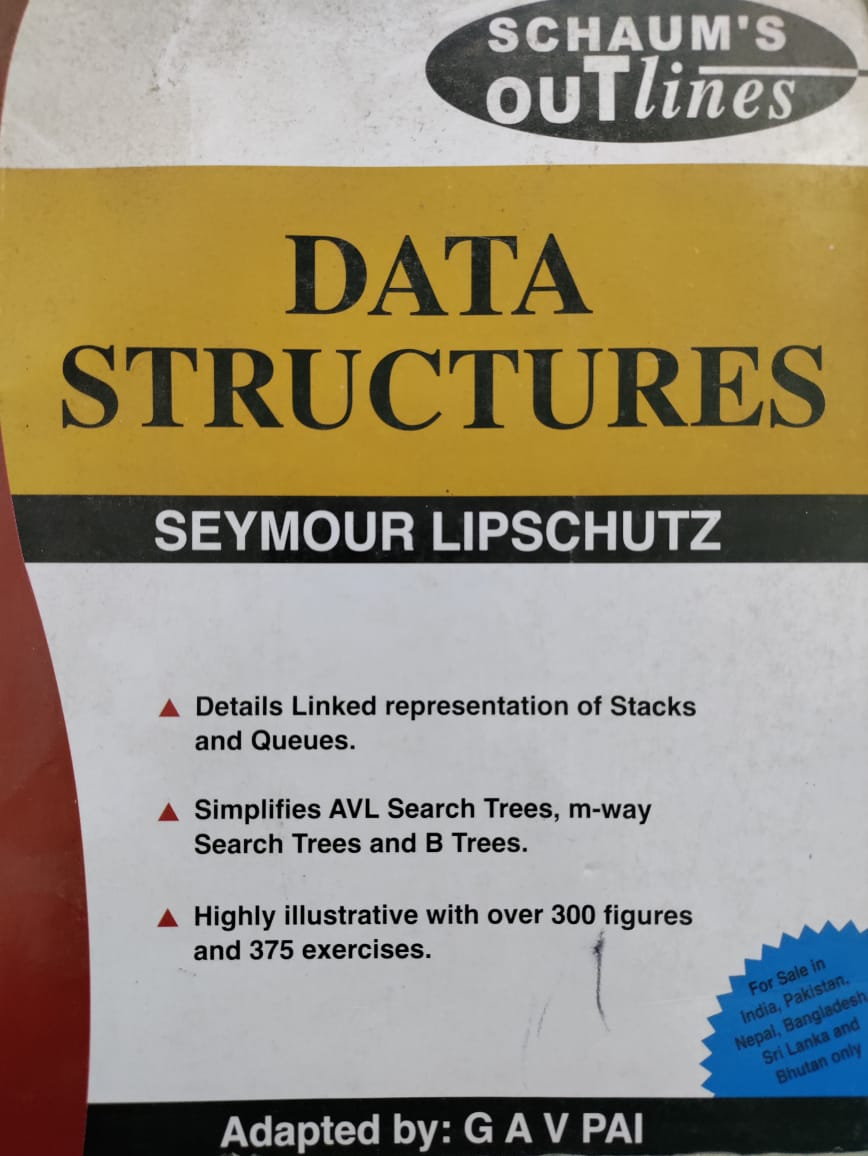 SCHAUM'S
OUTlines
DATA
STRUCTURES
SEYMOUR LIPSCHUTZ
Details Linked representation of Stacks
and Queues.
Simplifies AVL Search Trees, m-way
Search Trees and B Trees.
Highly illustrative with over 300 figures
and 375 exercises.
For Sale in
India, Pakistan,
Nepal, Bangladesh
Sri Lanka and
Bhutan only
Adapted by: G A V PAI